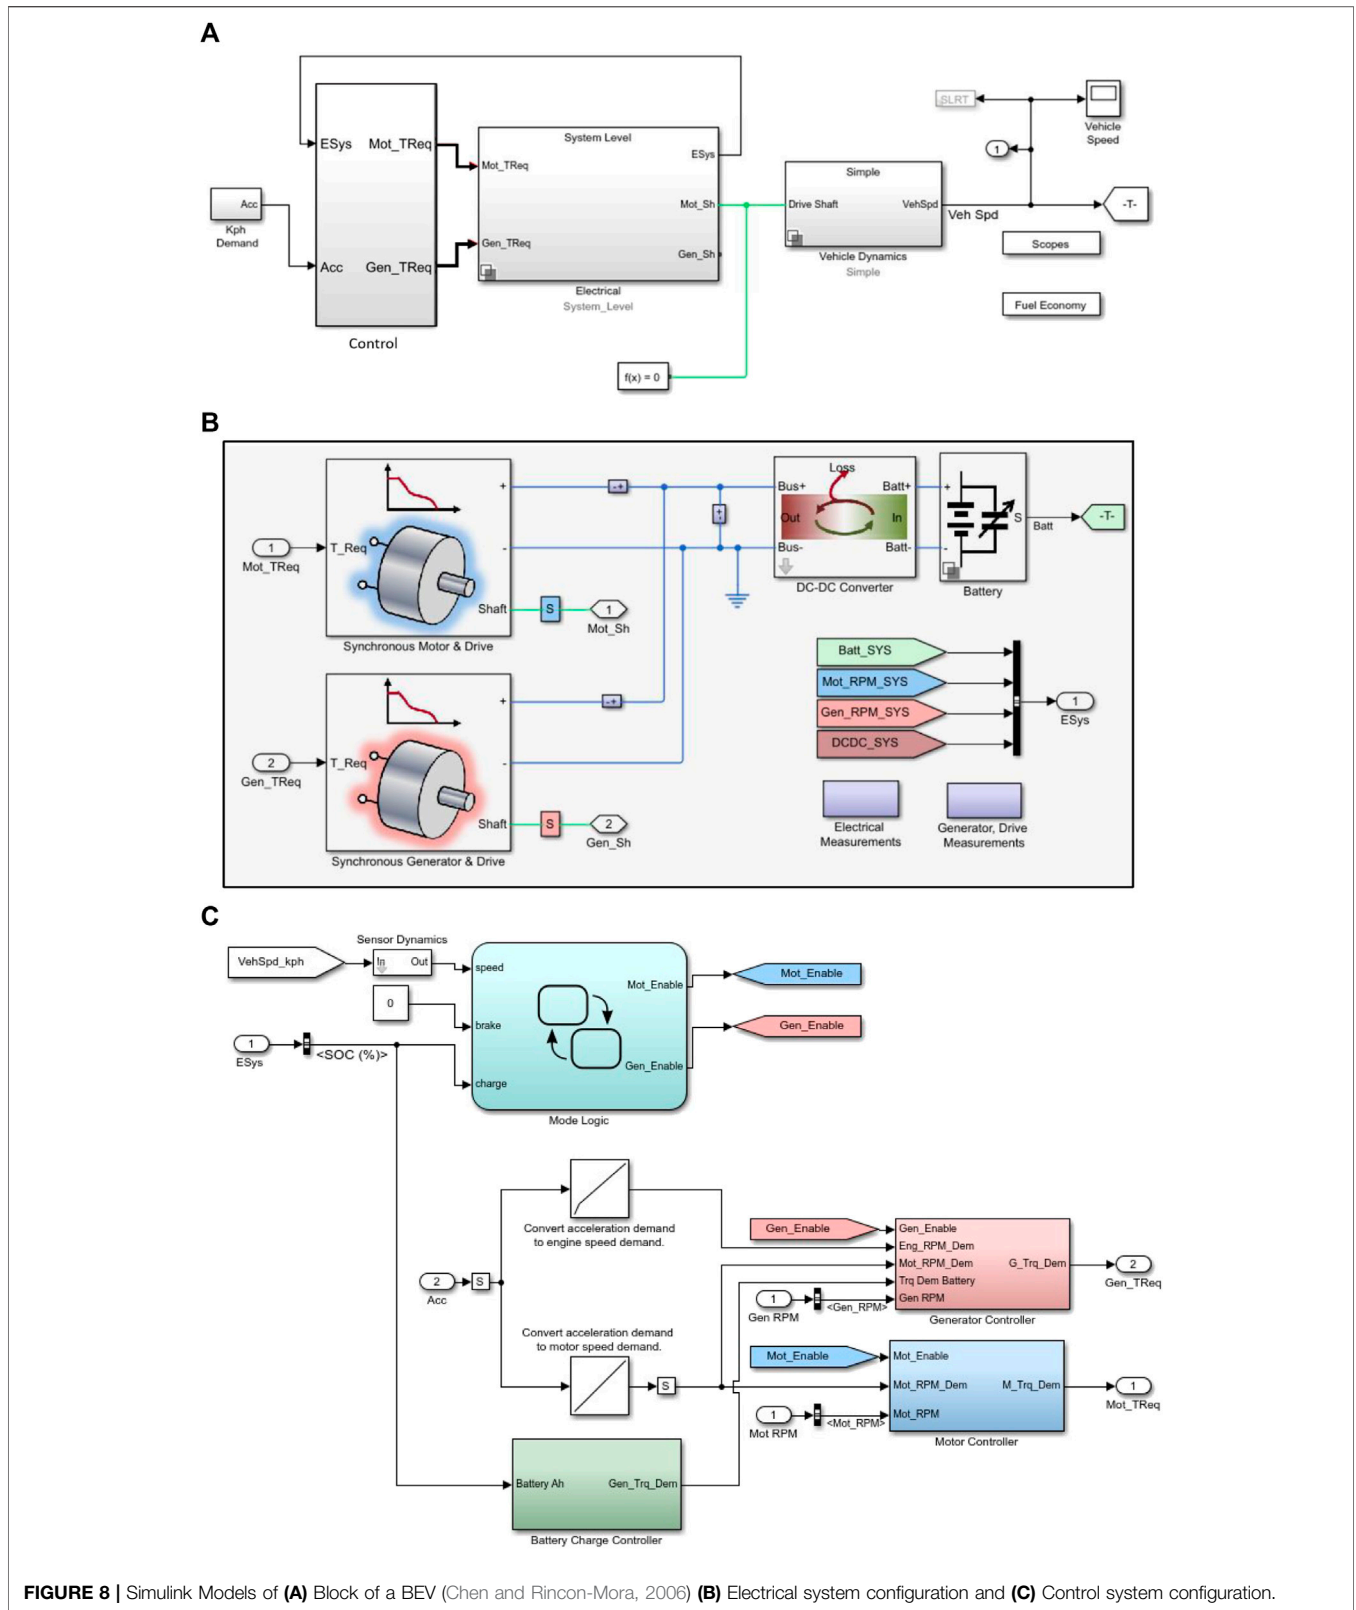 A
ESys
Mot_TReq
Acc
Gen_TReq
Control
Acc
Kph
Demand
System Level
ESys
Mot_TReq
Mot_Sh
Gen_TReq
Gen_Sh
Electrical
System_Level
f(x) = 0
Simple
Drive Shaft
VehSpd
Vehicle Dynamics
Simple
Veh Spd
SLRT
1
Vehicle
Speed
-T-
Scopes
Fuel Economy
B
1
Mot_TReq
T_Req
+
-
Shaft
S
1
Mot_Sh
Synchronous Motor & Drive
- +
+ -
Loss
Bus+
Batt+
Out
In
Bus-
Batt-
DC-DC Converter
+
S
-
Battery
Batt
-T-
2
Gen_TReq
T_Req
+
- +
-
Shaft
S
2
Gen_Sh
Synchronous Generator & Drive
Batt_SYS
Mot_RPM_SYS
Gen_RPM_SYS
DCDC_SYS
1
ESys
Electrical
Measurements
Generator, Drive
Measurements
C
VehSpd_kph
Sensor Dynamics
In
Out
0
1
ESys
<SOC (%)>
speed
Mot_Enable
brake
Gen_Enable
charge
Mode Logic
Mot_Enable
Gen_Enable
Convert acceleration demand
to engine speed demand.
2
Acc
S
Convert acceleration demand
to motor speed demand.
S
Gen_Enable
Gen_Enable
Eng_RPM_Dem
Mot_RPM_Dem
G_Trq_Dem
Trq Dem Battery
Gen RPM
1
Gen RPM
<Gen_RPM>
Generator Controller
2
Gen_TReq
Mot_Enable
Mot_Enable
Mot_RPM_Dem
M_Trq_Dem
Mot_RPM
1
Mot RPM
<Mot_RPM>
Motor Controller
1
Mot_TReq
Battery Ah
Gen_Trq_Dem
Battery Charge Controller
FIGURE 8 | Simulink Models of (A) Block of a BEV (Chen and Rincon-Mora, 2006) (B) Electrical system configuration and (C) Control system configuration.